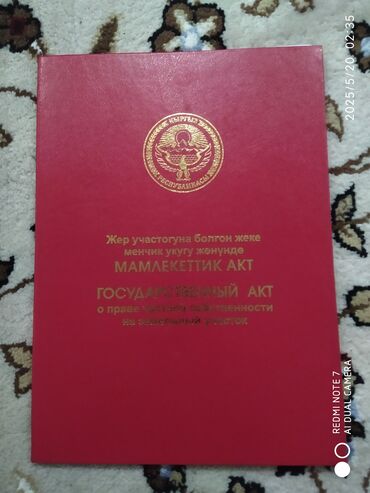 КЫРГЫЗ
РЕСПУБЛИКАСЫ
Жер участогуна болгон жеке
менчик укугу жөнүндө
МАМЛЕКЕТТИК АКТ
ГОСУДАРСТВЕННЫЙ АКТ
о праве частной собственности
на земельный участок
2025/5/20 02:35
REDMI NOTE 7
AI DUAL CAMERA